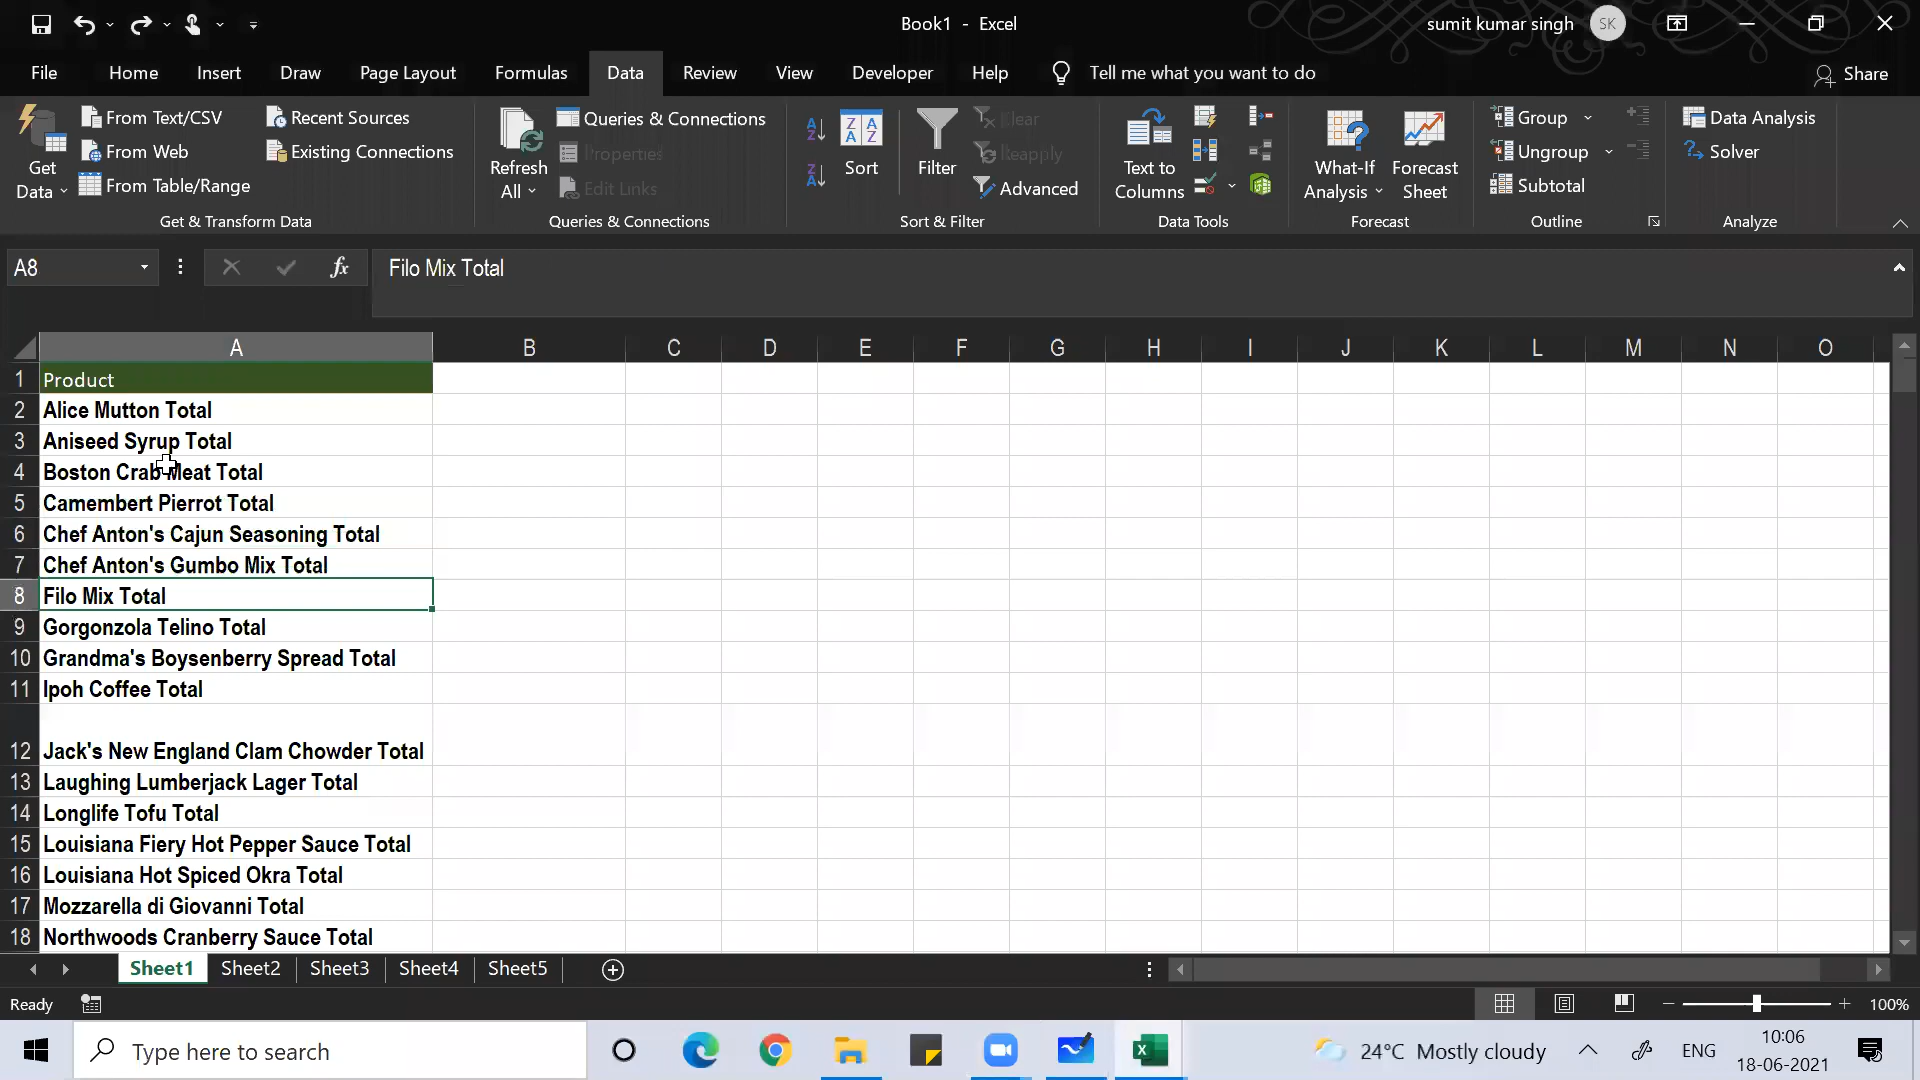 Book1 - Excel
sumit kumar singh
SK
File
Home
Insert
Draw
Page Layout
Formulas
Data
Review
View
Developer
Help
Tell me what you want to do
Share
Get
Data
From Text/CSV
From Web
From Table/Range
Recent Sources
Existing Connections
Get & Transform Data
Refresh
All
Queries & Connections
Properties
Edit Links
Queries & Connections
Sort
Filter
Clear
Reapply
Advanced
Sort & Filter
Text to
Columns
Data Tools
What-If
Analysis
Forecast
Sheet
Forecast
Group
Ungroup
Subtotal
Outline
Data Analysis
Solver
Analyze
A8
fx
Filo Mix Total
A B C D E F G H I J K L M N O
1 Product
2 Alice Mutton Total
3 Aniseed Syrup Total
4 Boston Crab Meat Total
5 Camembert Pierrot Total
6 Chef Anton's Cajun Seasoning Total
7 Chef Anton's Gumbo Mix Total
8 Filo Mix Total
9 Gorgonzola Telino Total
10 Grandma's Boysenberry Spread Total
11 Ipoh Coffee Total
12 Jack's New England Clam Chowder Total
13 Laughing Lumberjack Lager Total
14 Longlife Tofu Total
15 Louisiana Fiery Hot Pepper Sauce Total
16 Louisiana Hot Spiced Okra Total
17 Mozzarella di Giovanni Total
18 Northwoods Cranberry Sauce Total
Sheet1 Sheet2 Sheet3 Sheet4 Sheet5
Ready
100%
Type here to search
24°C Mostly cloudy
ENG
10:06
18-06-2021